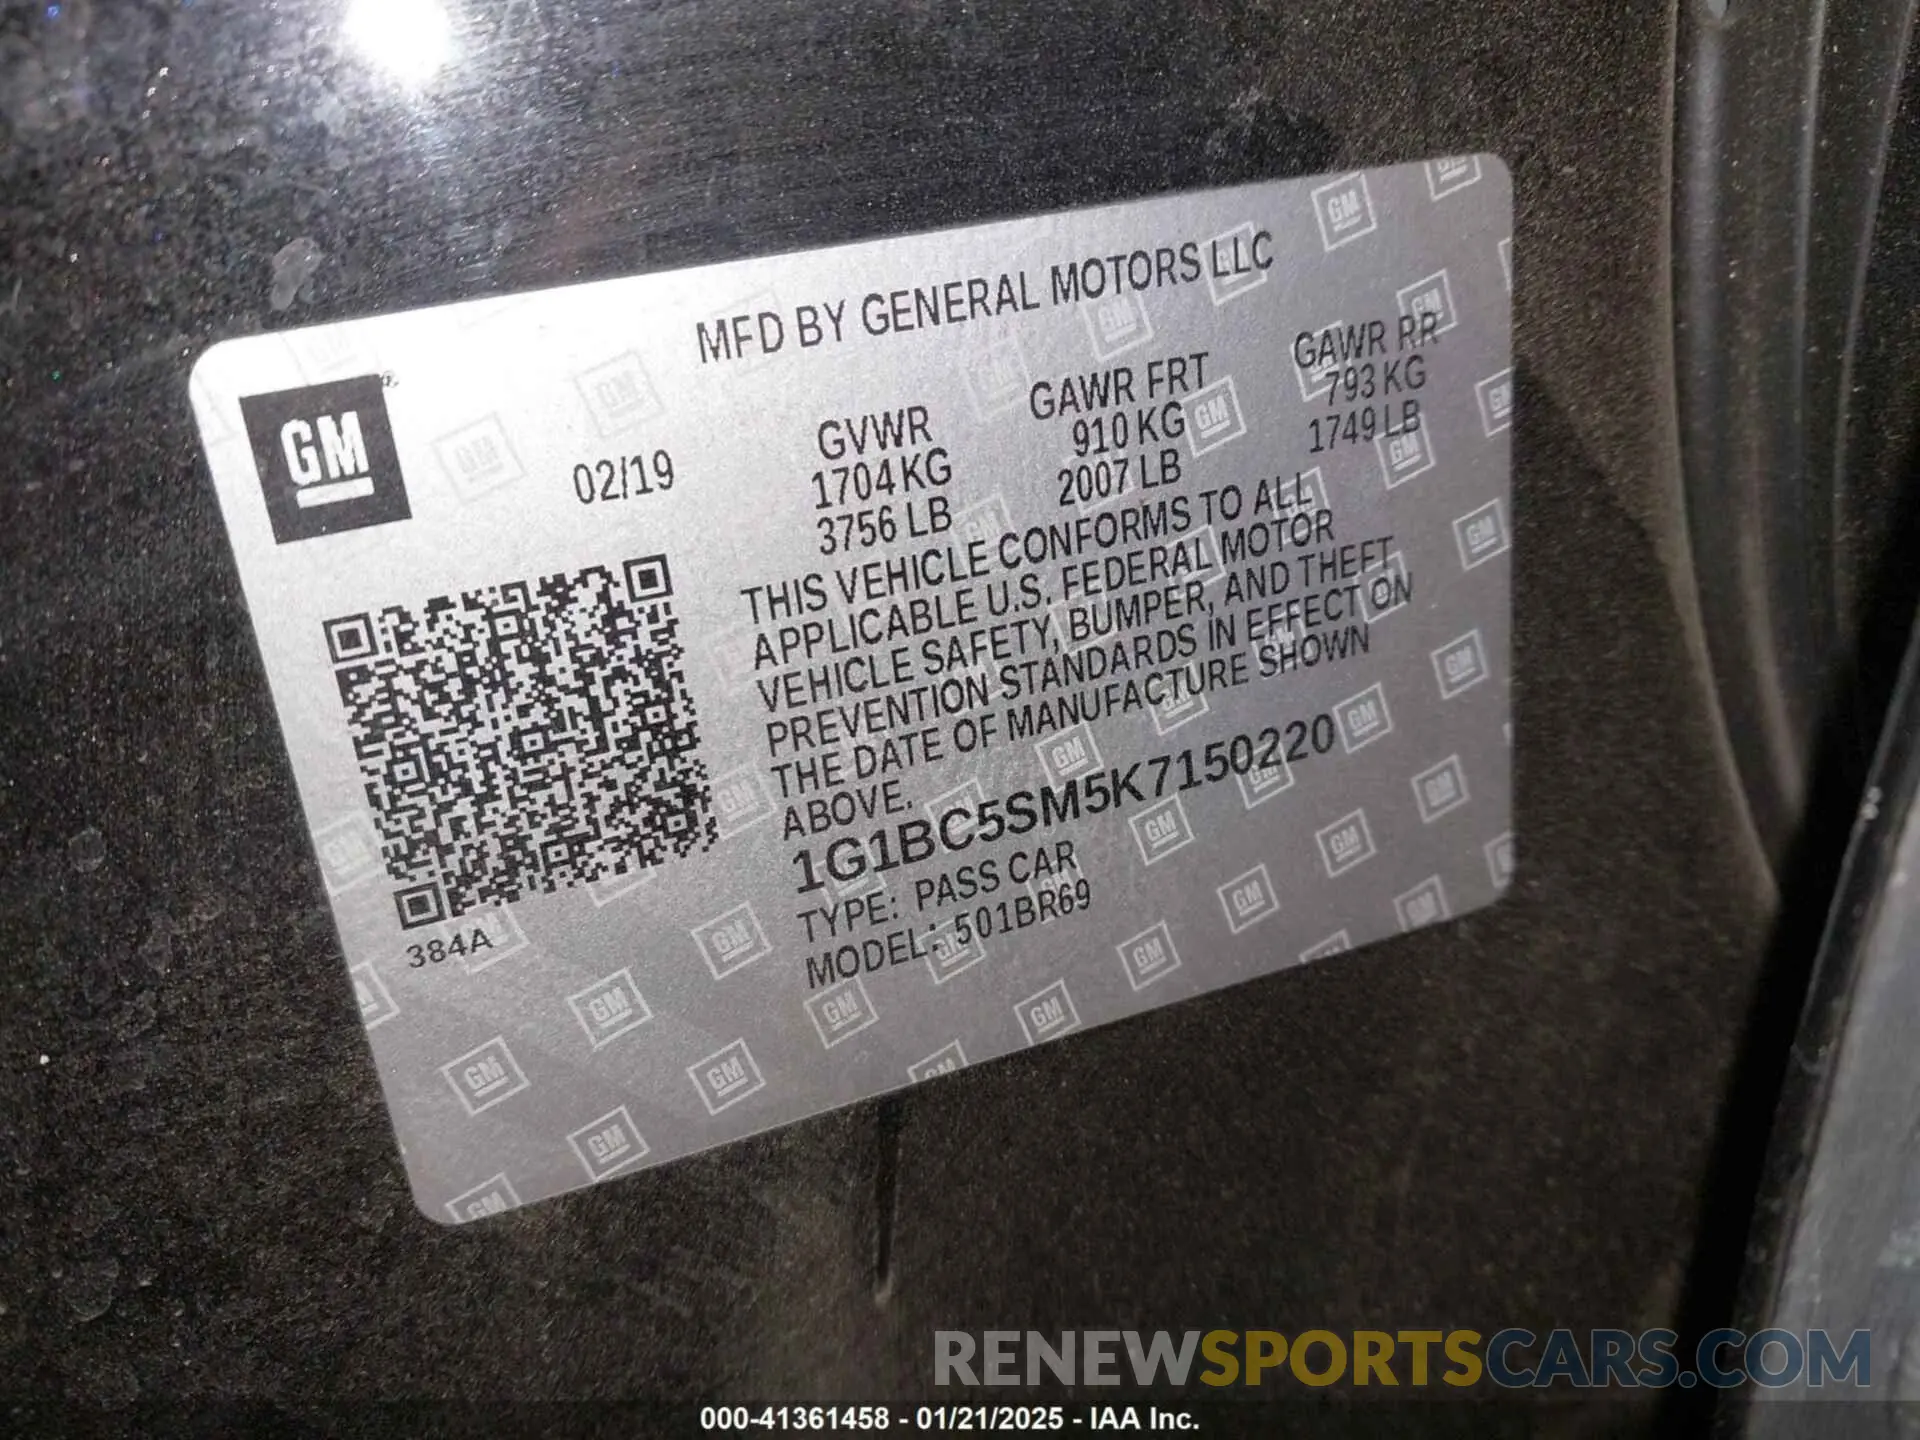 MFD BY GENERAL MOTORS LLC
GM®
02/19
GVWR
1704 KG
3756 LB
GAWR FRT
910 KG
2007 LB
GAWR RR
793 KG
1749 LB
THIS VEHICLE CONFORMS TO ALL
APPLICABLE U.S. FEDERAL MOTOR
VEHICLE SAFETY, BUMPER, AND THEFT
PREVENTION STANDARDS IN EFFECT ON
THE DATE OF MANUFACTURE SHOWN
ABOVE.
1G1BC5SM5K7150220
TYPE: PASS CAR
MODEL: 501BR69
384A
RENEWSPORTSCARS.COM
000-41361458 - 01/21/2025 - IAA Inc.